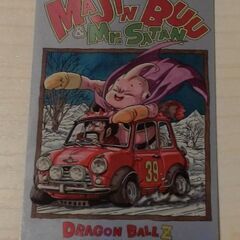 MAJIN BUU
& MR. SATAN
39
DRAGON BALL Z